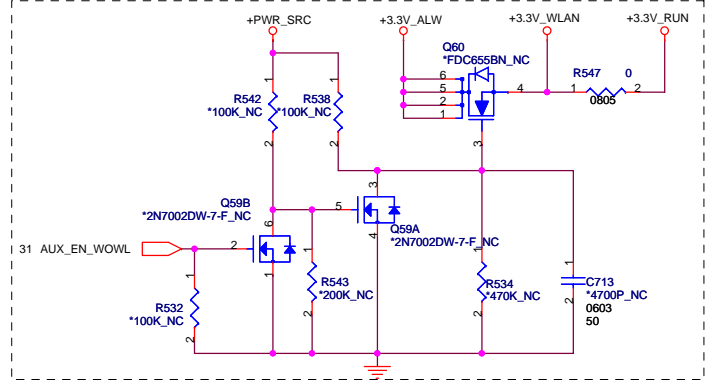 +PWR_SRC
+3.3V_ALW
+3.3V_WLAN
+3.3V_RUN
Q60
*FDC655BN_NC
6
5
2
1
4
3
R547
0
1
2
0805
1
R542
*100K_NC
2
1
R538
*100K_NC
2
Q59B
*2N7002DW-7-F_NC
6
2
1
5
3
4
Q59A
*2N7002DW-7-F_NC
31 AUX_EN_WOWL
1
R532
*100K_NC
2
1
R543
*200K_NC
2
1
R534
*470K_NC
2
1
C713
*4700P_NC
2
0603
50